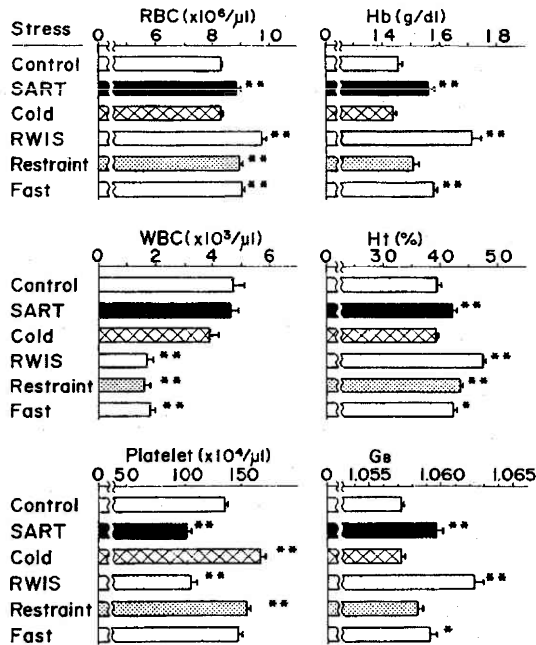 Stress RBC (x10⁶/µl) Hb (g/dl)
0 8 10 0 14 16 18
Control
SART **  **
Cold
RWIS **  **
Restraint **
Fast **  **
WBC (x10³/µl) Ht (%)
0 2 4 6 0 30 40 50
Control
SART **
Cold
RWIS **  **
Restraint **  **
Fast **  *
Platelet (x10⁴/µl) GB
0 50 100 150 0 1.055 1.060 1.065
Control
SART **  **
Cold **
RWIS **  **
Restraint **
Fast *